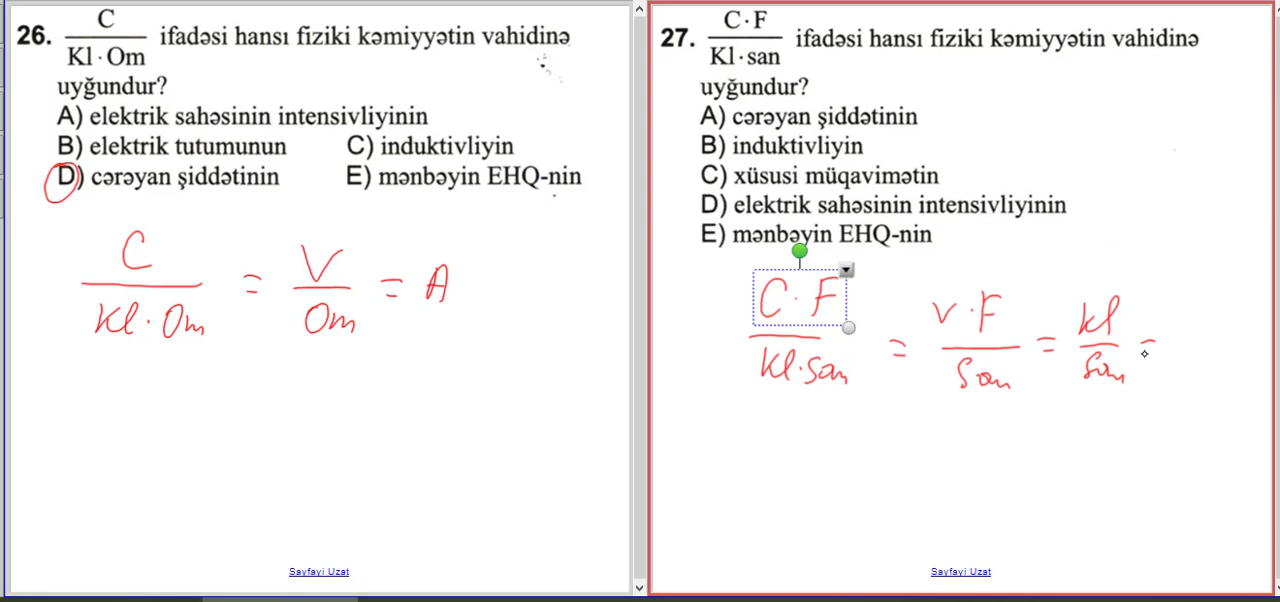 26. C / Kl · Om ifadəsi hansı fiziki kəmiyyətin vahidinə
uyğundur?
A) elektrik sahəsinin intensivliyinin
B) elektrik tutumunun C) induktivliyin
D) cərəyan şiddətinin E) mənbəyin EHQ-nin
C / Kl · Om = V / Om = A
Sayfayi Uzat
27. C · F / Kl · san ifadəsi hansı fiziki kəmiyyətin vahidinə
uyğundur?
A) cərəyan şiddətinin
B) induktivliyin
C) xüsusi müqavimətin
D) elektrik sahəsinin intensivliyinin
E) mənbəyin EHQ-nin
C · F / Kl · san = V · F / San = kl / san =
Sayfayi Uzat